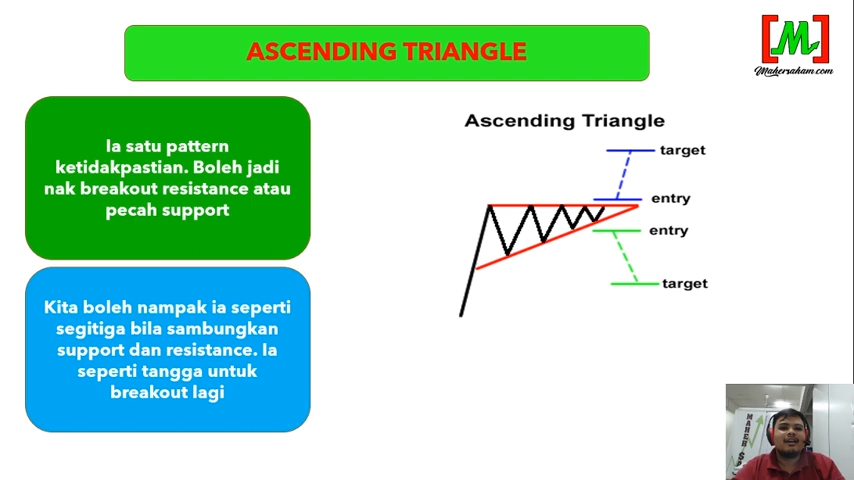 ASCENDING TRIANGLE
[M]
Mahersaham.com
Ia satu pattern
ketidakpastian. Boleh jadi
nak breakout resistance atau
pecah support
Kita boleh nampak ia seperti
segitiga bila sambungkan
support dan resistance. Ia
seperti tangga untuk
breakout lagi
Ascending Triangle
target
entry
entry
target
MAHER